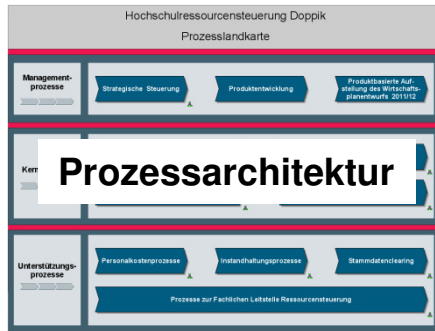 Hochschulressourcensteuerung Doppik
Prozesslandkarte
Management-
prozesse
Strategische Steuerung
Produktentwicklung
Produktbasierte Auf-
stellung des Wirtschafts-
planentwurfs 2011/12
Prozessarchitektur
Unterstützungs-
prozesse
Personalkostenprozesse
Instandhaltungsprozesse
Stammdatenclearing
Prozesse zur Fachlichen Leitstelle Ressourcensteuerung